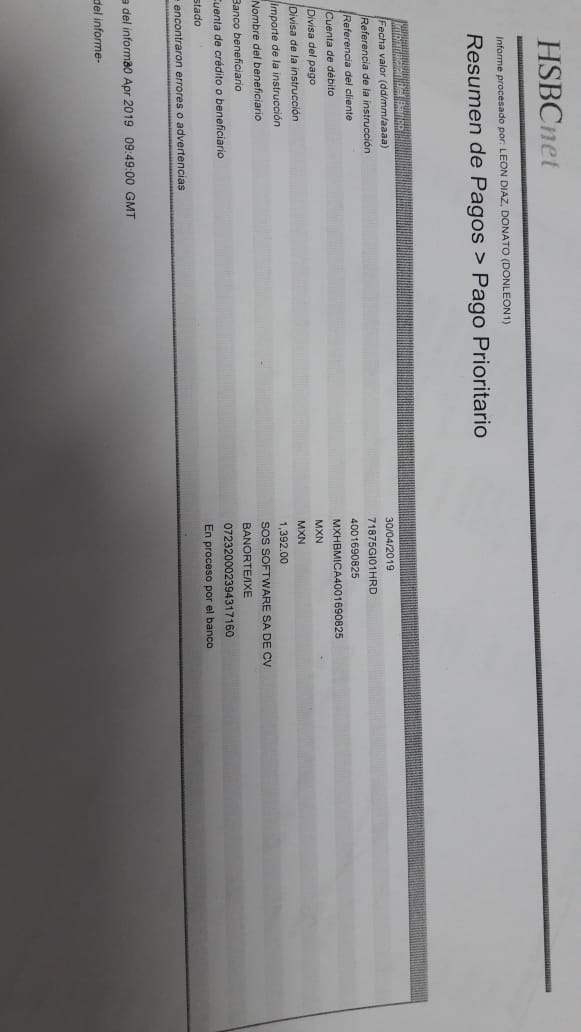 HSBCnet
Informe procesado por: LEON DIAZ, DONATO (DONLEON1)
Resumen de Pagos > Pago Prioritario
Fecha valor (dd/mm/aaaa) 30/04/2019
Referencia de la instrucción 71875GI01HRD
Referencia del cliente 4001690825
Cuenta de débito MXHBMICA4001690825
Divisa del pago MXN
Divisa de la instrucción MXN
Importe de la instrucción 1,392.00
Nombre del beneficiario SOS SOFTWARE SA DE CV
Banco beneficiario BANORTE/IXE
uenta de crédito o beneficiario 072320002394317160
stado En proceso por el banco
encontraron errores o advertencias
a del informe 30 Apr 2019 09:49:00 GMT
del informe-